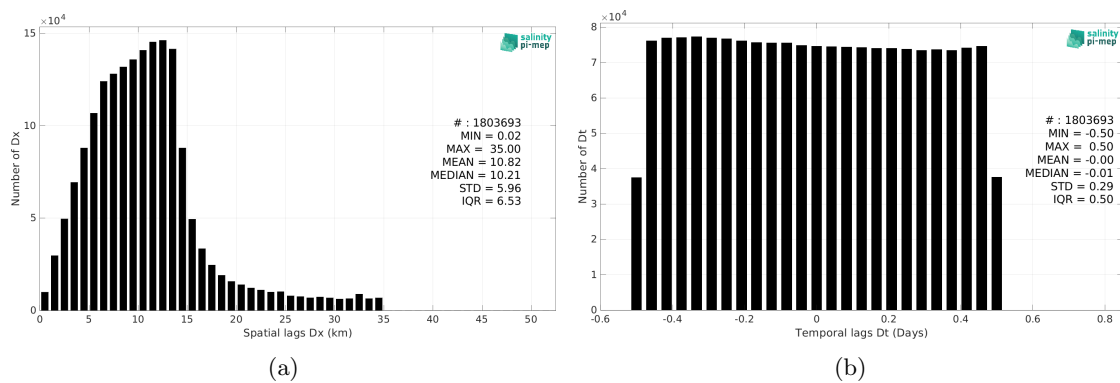 ×10⁴
15
10
5
0
Number of Dx
0 5 10 15 20 25 30 35 40 45 50
Spatial lags Dx (km)
salinity
pi-mep
# : 1803693
MIN = 0.02
MAX = 35.00
MEAN = 10.82
MEDIAN = 10.21
STD = 5.96
IQR = 6.53
(a)
×10⁴
8
7
6
5
4
3
2
1
0
Number of Dt
-0.6 -0.4 -0.2 0 0.2 0.4 0.6 0.8
Temporal lags Dt (Days)
salinity
pi-mep
# : 1803693
MIN = -0.50
MAX = 0.50
MEAN = -0.00
MEDIAN = -0.01
STD = 0.29
IQR = 0.50
(b)